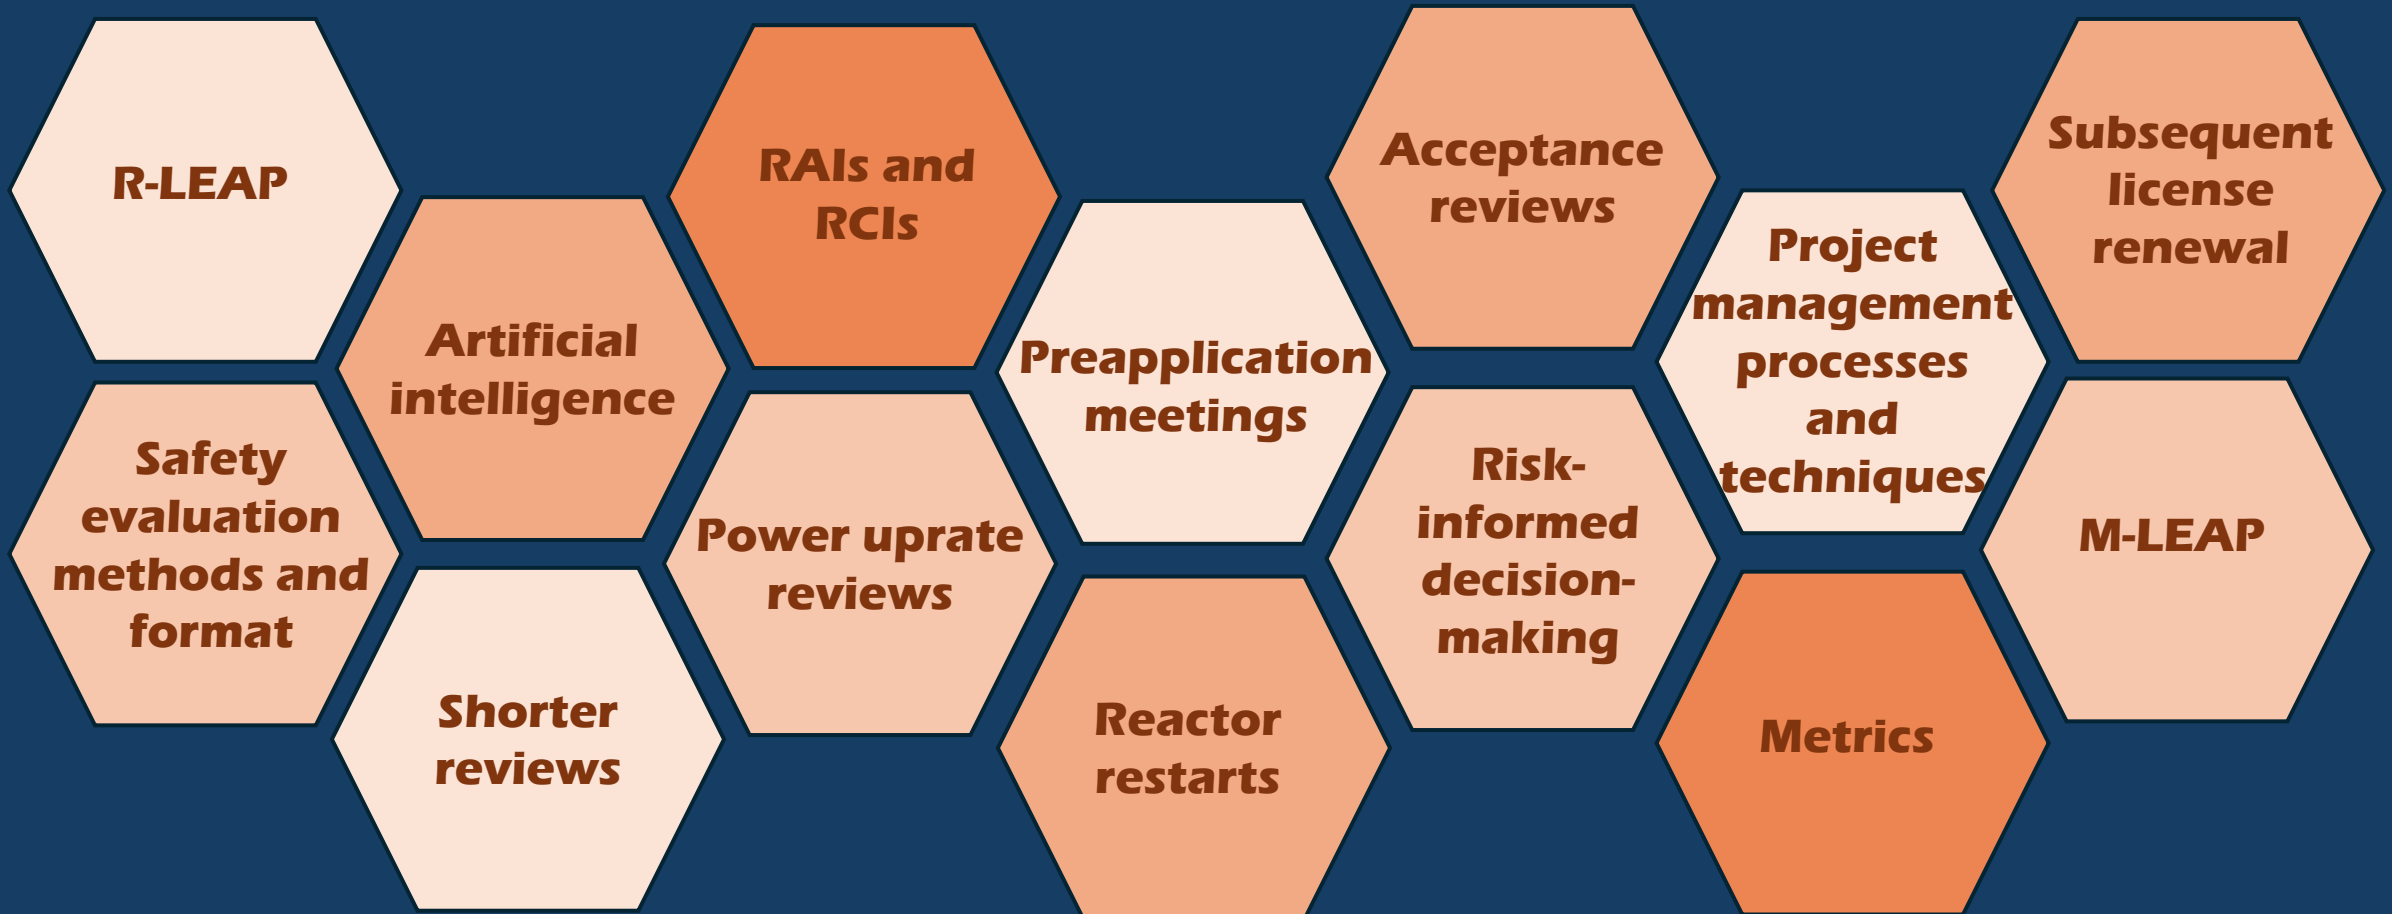 R-LEAP
Artificial
intelligence
RAIs and
RCIs
Preapplication
meetings
Acceptance
reviews
Project
management
processes
and
techniques
Subsequent
license
renewal
Safety
evaluation
methods and
format
Shorter
reviews
Power uprate
reviews
Reactor
restarts
Risk-
informed
decision-
making
Metrics
M-LEAP